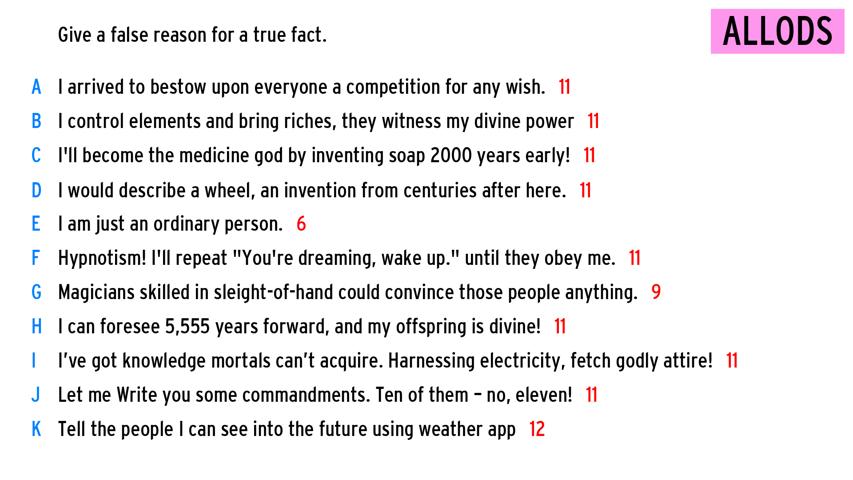 Give a false reason for a true fact.
ALLODS
A I arrived to bestow upon everyone a competition for any wish. 11
B I control elements and bring riches, they witness my divine power 11
C I'll become the medicine god by inventing soap 2000 years early! 11
D I would describe a wheel, an invention from centuries after here. 11
E I am just an ordinary person. 6
F Hypnotism! I'll repeat "You're dreaming, wake up." until they obey me. 11
G Magicians skilled in sleight-of-hand could convince those people anything. 9
H I can foresee 5,555 years forward, and my offspring is divine! 11
I I’ve got knowledge mortals can’t acquire. Harnessing electricity, fetch godly attire! 11
J Let me Write you some commandments. Ten of them – no, eleven! 11
K Tell the people I can see into the future using weather app 12